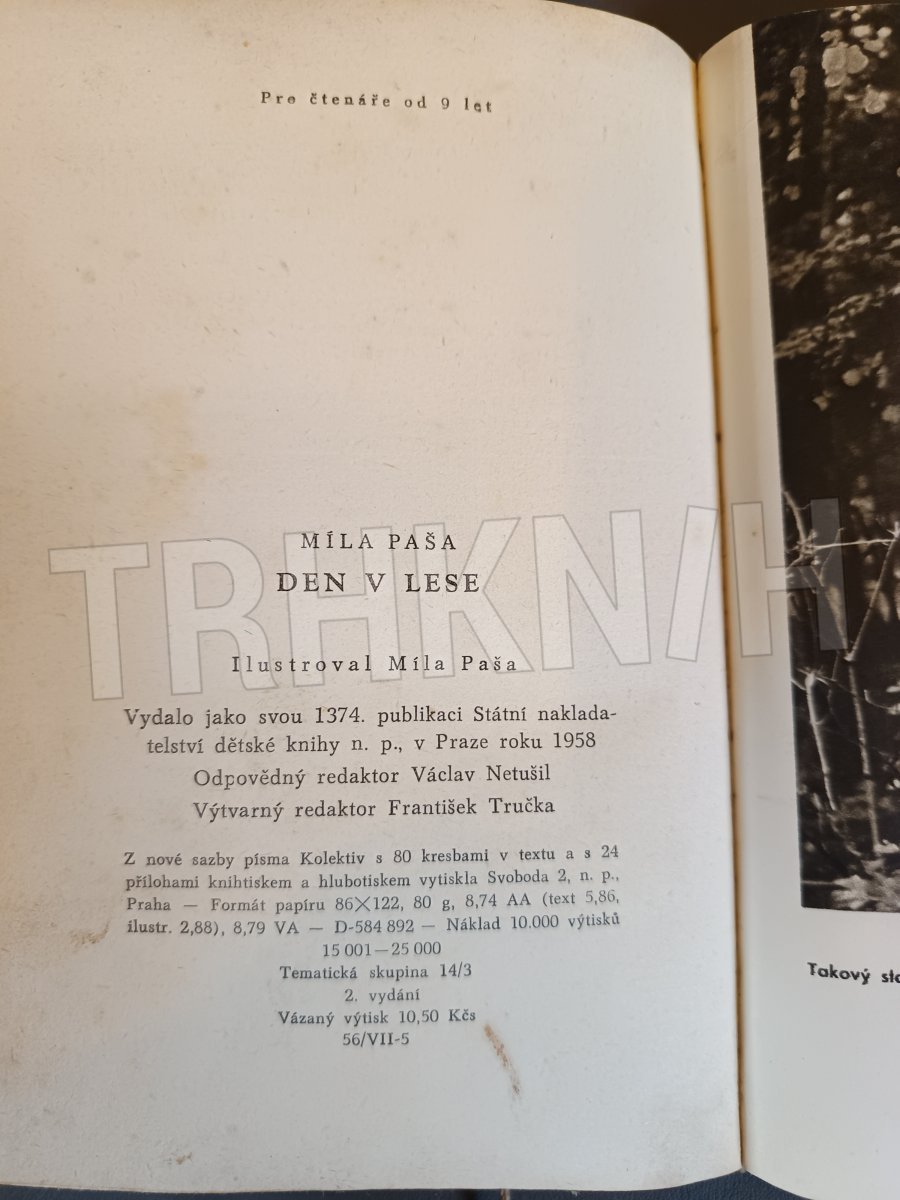 Pro čtenáře od 9 let
MÍLA PAŠA
DEN V LESE
Ilustroval Míla Paša
Vydalo jako svou 1374. publikaci Státní naklada-
telství dětské knihy n. p., v Praze roku 1958
Odpovědný redaktor Václav Netušil
Výtvarný redaktor František Tručka
Z nové sazby písma Kolektiv s 80 kresbami v textu a s 24
přílohami knihtiskem a hlubotiskem vytiskla Svoboda 2, n. p.,
Praha — Formát papíru 86×122, 80 g, 8,74 AA (text 5,86,
ilustr. 2,88), 8,79 VA — D-584 892 — Náklad 10.000 výtisků
15 001—25 000
Tematická skupina 14/3
2. vydání
Vázaný výtisk 10,50 Kčs
56/VII-5
Takový
TRHKNIH